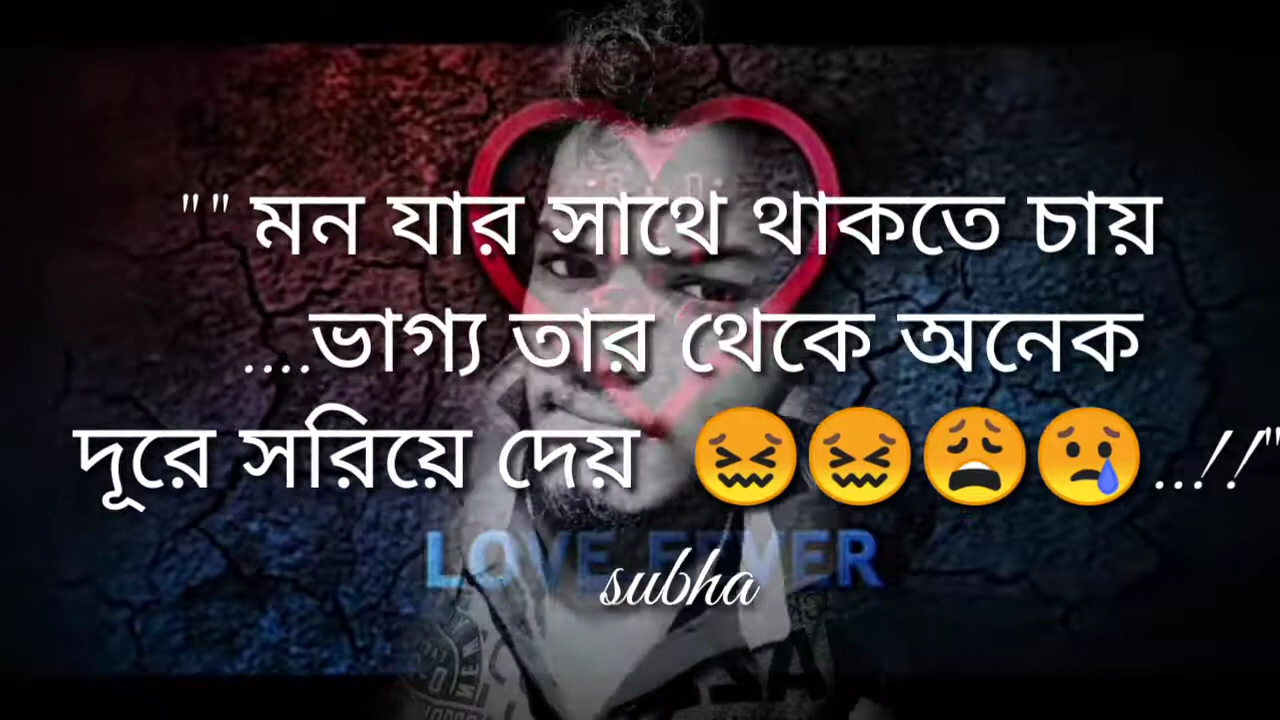 "" মন যার সাথে থাকতে চায়
....ভাগ্য তার থেকে অনেক
দূরে সরিয়ে দেয় 😖😖😩😢...!!"
LOVE FEVER
subha